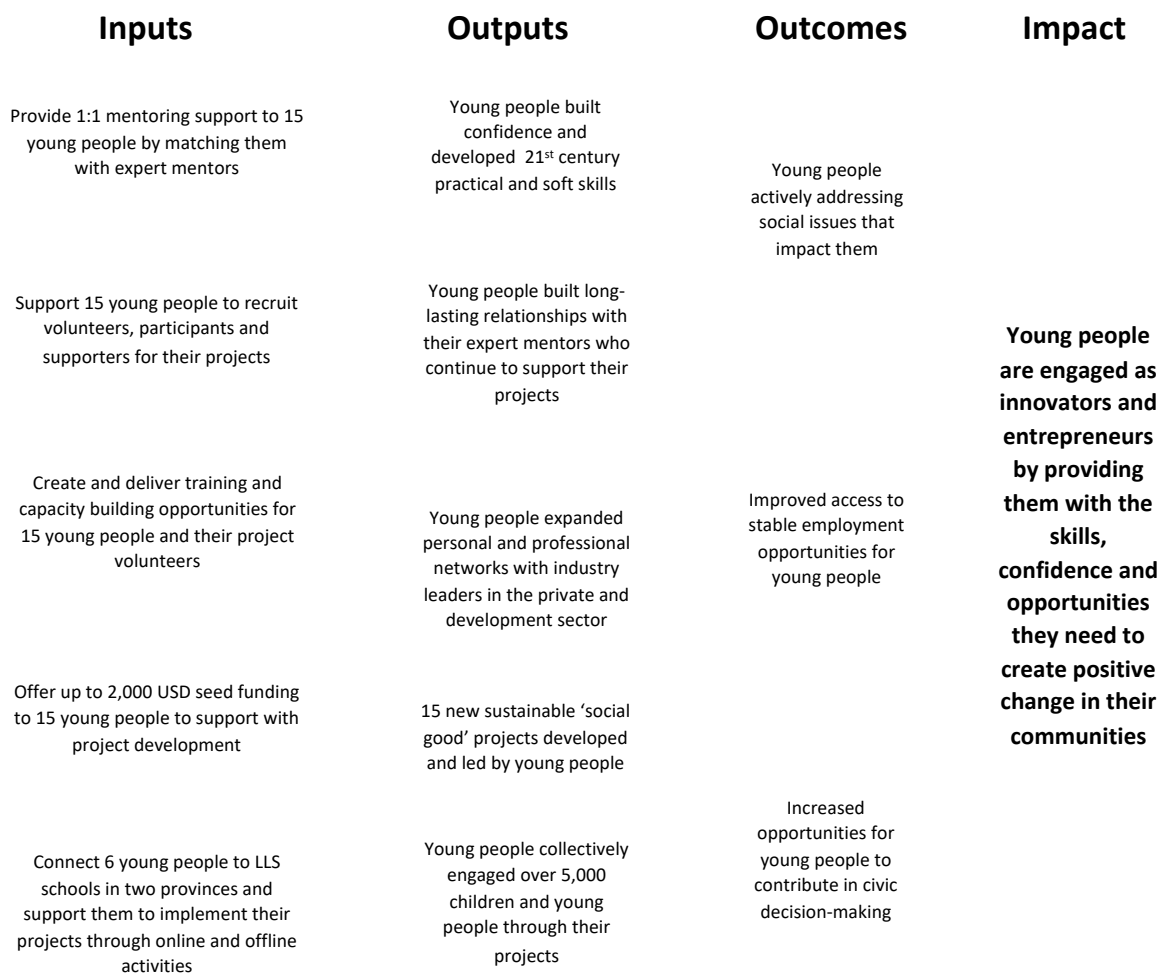 Inputs
Outputs
Outcomes
Impact
Provide 1:1 mentoring support to 15
young people by matching them
with expert mentors
Support 15 young people to recruit
volunteers, participants and
supporters for their projects
Create and deliver training and
capacity building opportunities for
15 young people and their project
volunteers
Offer up to 2,000 USD seed funding
to 15 young people to support with
project development
Connect 6 young people to LLS
schools in two provinces and
support them to implement their
projects through online and offline
activities
Young people built
confidence and
developed 21st century
practical and soft skills
Young people built long-
lasting relationships with
their expert mentors who
continue to support their
projects
Young people expanded
personal and professional
networks with industry
leaders in the private and
development sector
15 new sustainable ‘social
good’ projects developed
and led by young people
Young people collectively
engaged over 5,000
children and young
people through their
projects
Young people
actively addressing
social issues that
impact them
Improved access to
stable employment
opportunities for
young people
Increased
opportunities for
young people to
contribute in civic
decision-making
Young people
are engaged as
innovators and
entrepreneurs
by providing
them with the
skills,
confidence and
opportunities
they need to
create positive
change in their
communities